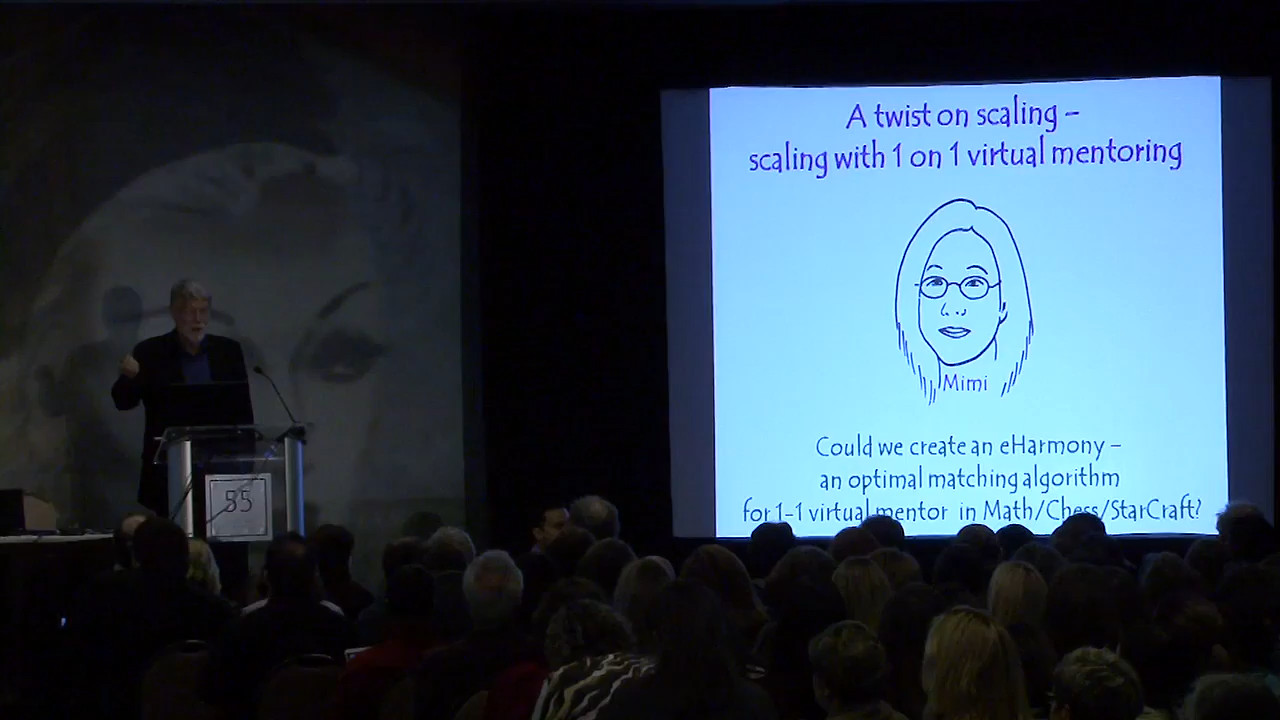 A twist on scaling –
scaling with 1 on 1 virtual mentoring
Mimi
Could we create an eHarmony –
an optimal matching algorithm
for 1-1 virtual mentor in Math/Chess/StarCraft?